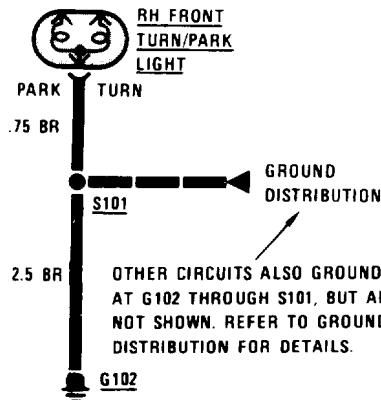 RH FRONT
TURN/PARK
LIGHT
PARK TURN
.75 BR
GROUND
DISTRIBUTION
S101
2.5 BR
OTHER CIRCUITS ALSO GROUND
AT G102 THROUGH S101, BUT
NOT SHOWN. REFER TO GROUND
DISTRIBUTION FOR DETAILS.
G102